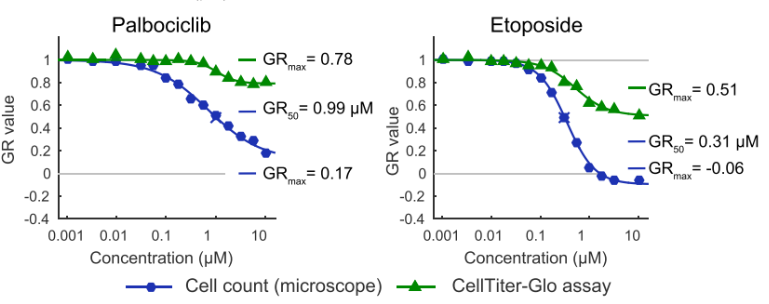 Palbociclib
GR value
1
0.8
0.6
0.4
0.2
0
-0.2
-0.4
GRmax= 0.78
GR50= 0.99 µM
GRmax= 0.17
0.001 0.01 0.1 1 10
Concentration (µM)
Etoposide
GR value
1
0.8
0.6
0.4
0.2
0
-0.2
-0.4
GRmax= 0.51
GR50= 0.31 µM
GRmax= -0.06
0.001 0.01 0.1 1 10
Concentration (µM)
Cell count (microscope) CellTiter-Glo assay